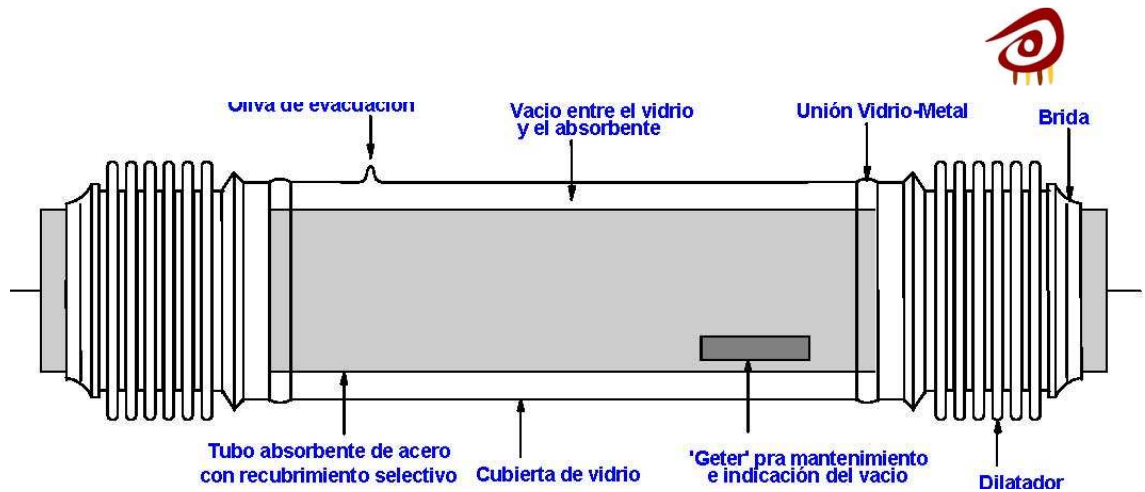 Oliva de evacuación
Vacio entre el vidrio
y el absorbente
Unión Vidrio-Metal
Brida
Tubo absorbente de acero
con recubrimiento selectivo
Cubierta de vidrio
'Geter' pra mantenimiento
e indicación del vacio
Dilatador